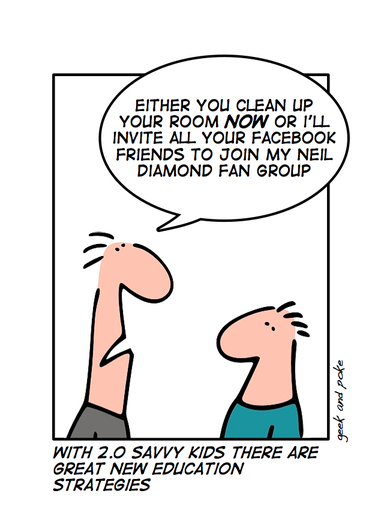 EITHER YOU CLEAN UP
YOUR ROOM NOW OR I'LL
INVITE ALL YOUR FACEBOOK
FRIENDS TO JOIN MY NEIL
DIAMOND FAN GROUP
geek and poke
WITH 2.0 SAVVY KIDS THERE ARE
GREAT NEW EDUCATION
STRATEGIES